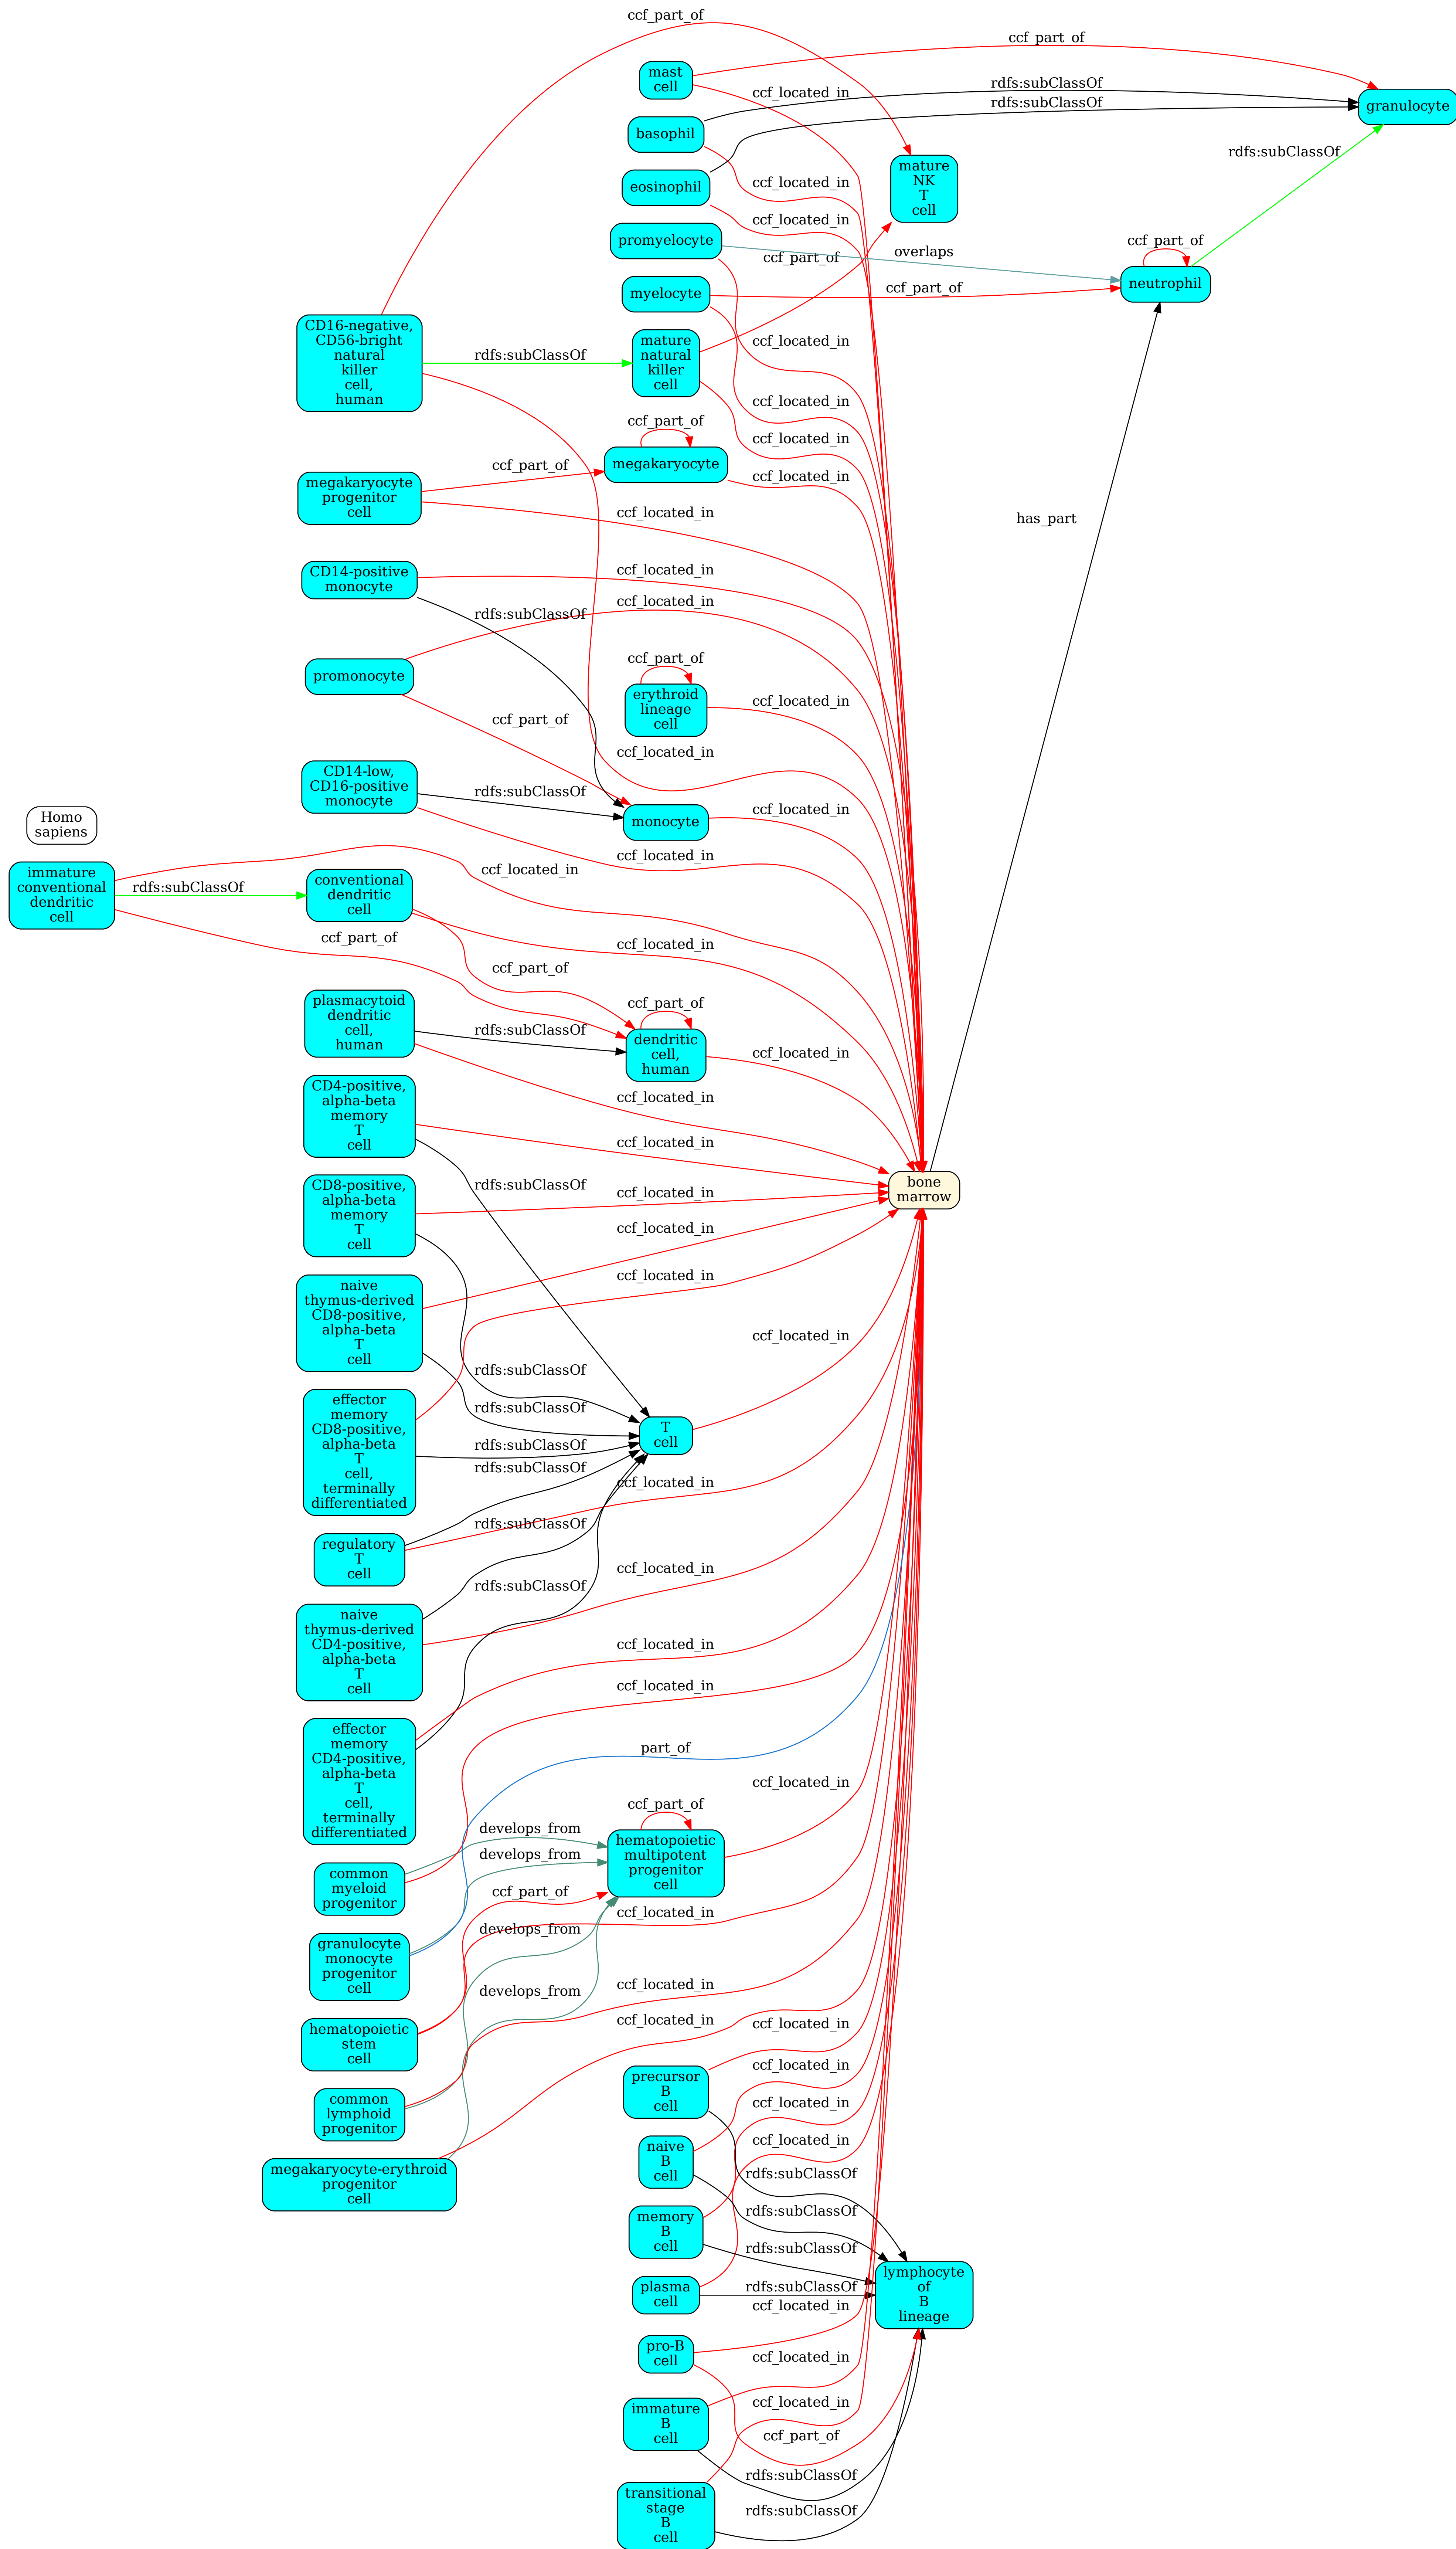 ccf_part_of
ccf_part_of
mast
cell
rdfs:subClassOf
ccf_located_in
rdfs:subClassOf
granulocyte
basophil
rdfs:subClassOf
mature
NK
T
cell
eosinophil
ccf_located_in
ccf_located_in
promyelocyte
ccf_part_of
overlaps
ccf_part_of
neutrophil
myelocyte
ccf_part_of
CD16-negative,
CD56-bright
natural
killer
cell,
human
rdfs:subClassOf
mature
natural
killer
cell
ccf_located_in
ccf_located_in
ccf_part_of
ccf_located_in
megakaryocyte
ccf_part_of
ccf_located_in
megakaryocyte
progenitor
cell
ccf_located_in
has_part
CD14-positive
monocyte
ccf_located_in
ccf_located_in
rdfs:subClassOf
promonocyte
ccf_part_of
erythroid
lineage
cell
ccf_located_in
ccf_part_of
ccf_located_in
CD14-low,
CD16-positive
monocyte
rdfs:subClassOf
monocyte
ccf_located_in
Homo
sapiens
ccf_located_in
immature
conventional
dendritic
cell
rdfs:subClassOf
conventional
dendritic
cell
ccf_located_in
ccf_part_of
ccf_located_in
ccf_part_of
plasmacytoid
dendritic
cell,
human
rdfs:subClassOf
ccf_part_of
dendritic
cell,
human
ccf_located_in
ccf_located_in
CD4-positive,
alpha-beta
memory
T
cell
ccf_located_in
rdfs:subClassOf
bone
marrow
CD8-positive,
alpha-beta
memory
T
cell
ccf_located_in
ccf_located_in
naive
thymus-derived
CD8-positive,
alpha-beta
T
cell
ccf_located_in
ccf_located_in
rdfs:subClassOf
rdfs:subClassOf
effector
memory
CD8-positive,
alpha-beta
T
cell,
terminally
differentiated
rdfs:subClassOf
T
cell
rdfs:subClassOf
ccf_located_in
regulatory
T
cell
rdfs:subClassOf
ccf_located_in
naive
thymus-derived
CD4-positive,
alpha-beta
T
cell
rdfs:subClassOf
ccf_located_in
ccf_located_in
effector
memory
CD4-positive,
alpha-beta
T
cell,
terminally
differentiated
part_of
ccf_located_in
ccf_part_of
develops_from
hematopoietic
multipotent
progenitor
cell
common
myeloid
progenitor
develops_from
ccf_part_of
ccf_located_in
granulocyte
monocyte
progenitor
cell
develops_from
ccf_located_in
develops_from
hematopoietic
stem
cell
ccf_located_in
ccf_located_in
common
lymphoid
progenitor
precursor
B
cell
ccf_located_in
ccf_located_in
megakaryocyte-erythroid
progenitor
cell
naive
B
cell
ccf_located_in
rdfs:subClassOf
rdfs:subClassOf
memory
B
cell
rdfs:subClassOf
lymphocyte
of
B
lineage
plasma
cell
rdfs:subClassOf
ccf_located_in
pro-B
cell
ccf_located_in
immature
B
cell
ccf_located_in
ccf_part_of
rdfs:subClassOf
transitional
stage
B
cell
rdfs:subClassOf